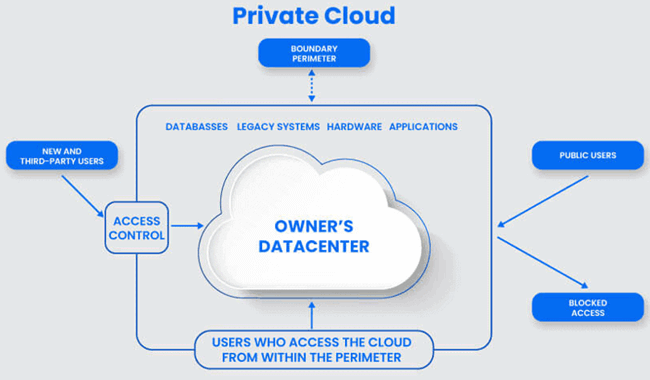 Private Cloud
BOUNDARY
PERIMETER
DATABASSES LEGACY SYSTEMS HARDWARE APPLICATIONS
NEW AND
THIRD-PARTY USERS
PUBLIC USERS
ACCESS
CONTROL
OWNER'S
DATACENTER
BLOCKED
ACCESS
USERS WHO ACCESS THE CLOUD
FROM WITHIN THE PERIMETER